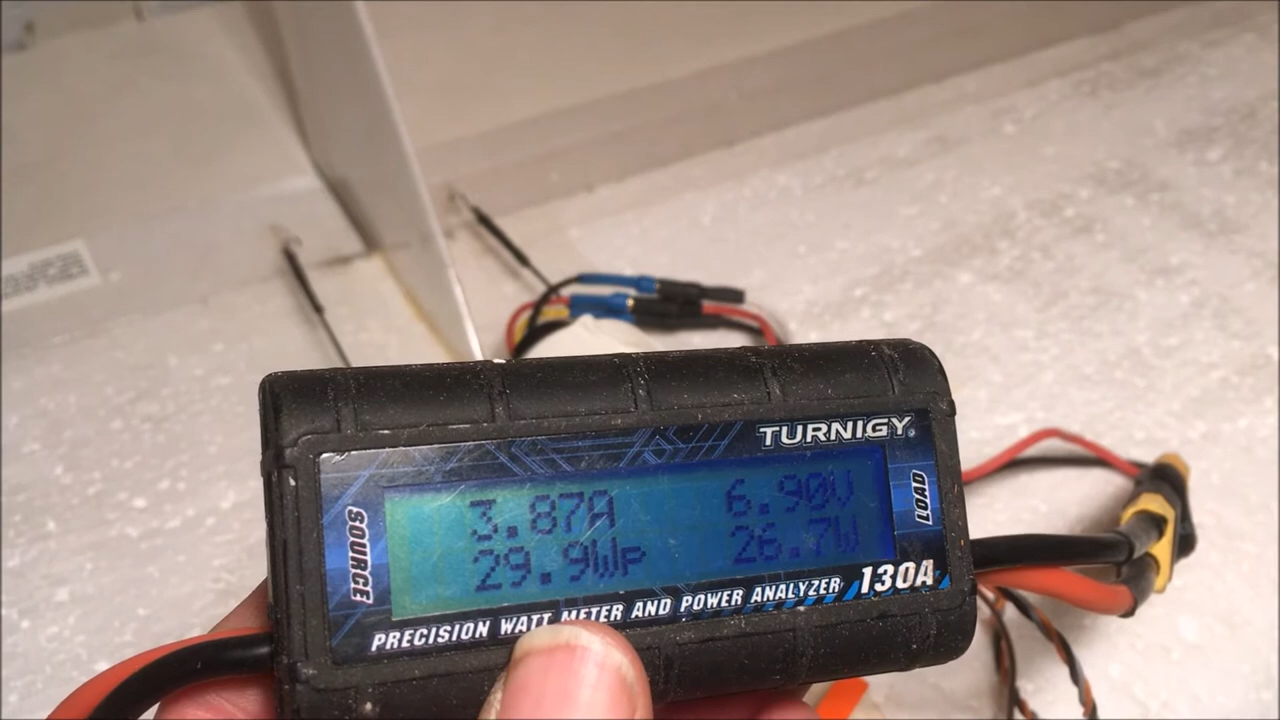 TURNIGY
SOURCE
3.87A 6.90V
29.9Wp 26.7W
LOAD
PRECISION WATT METER AND POWER ANALYZER 130A